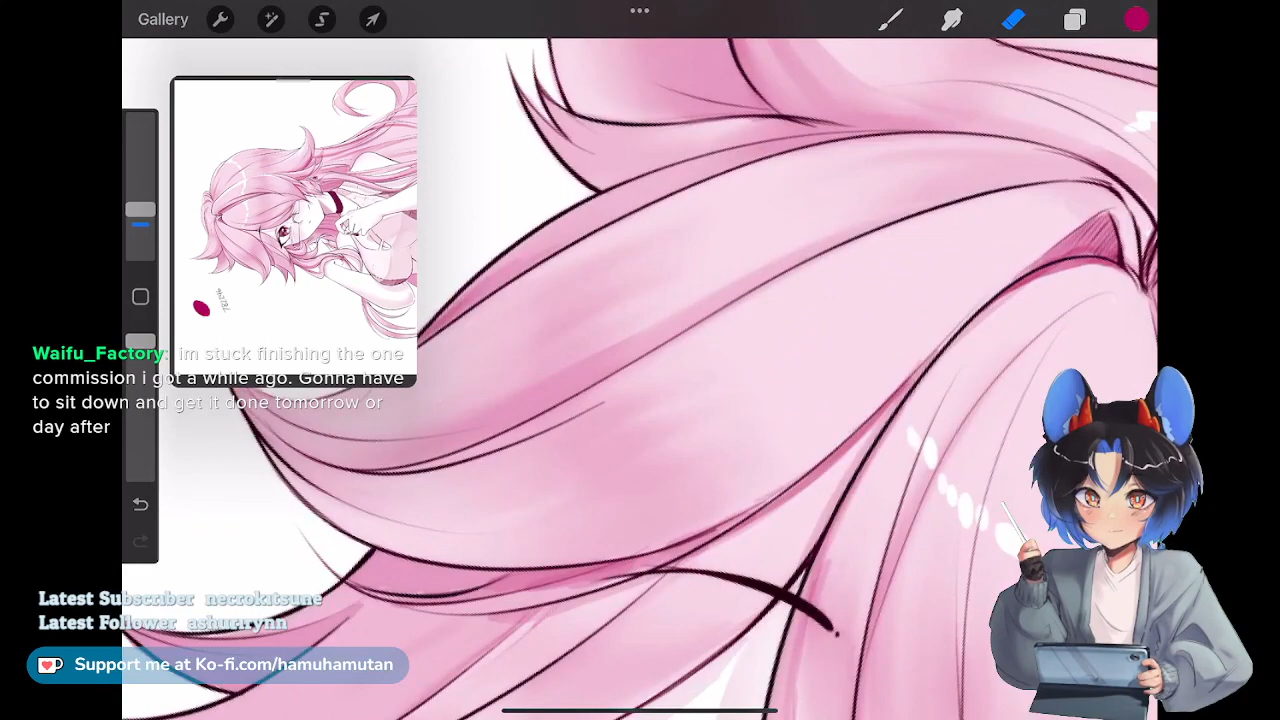 Gallery
Waifu_Factory: im stuck finishing the one
commission i got a while ago. Gonna have
to sit down and get it done tomorrow or
day after
Latest Subscriber necrokitsune
Latest Follower ashurirynn
Support me at Ko-fi.com/hamuhamutan